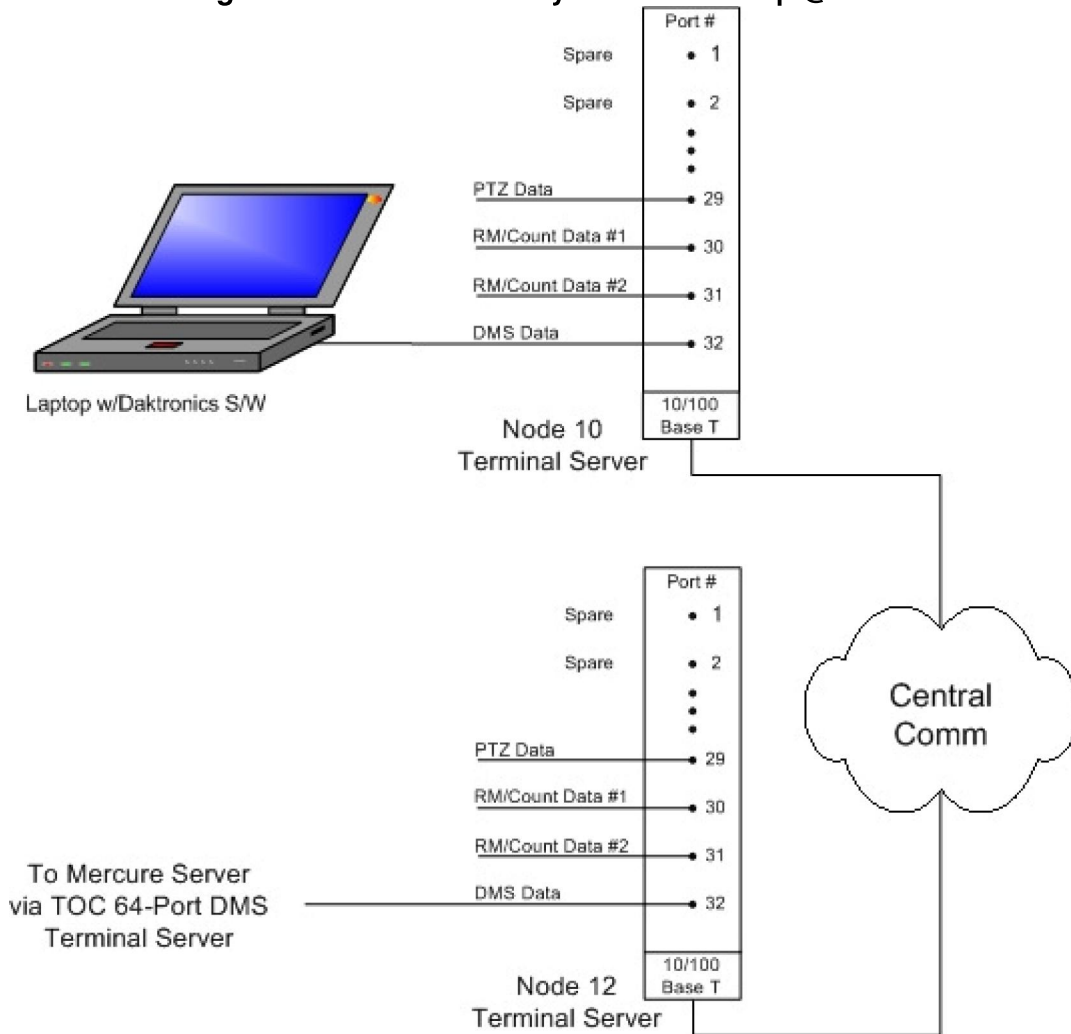 Port #
Spare 1
Spare 2
PTZ Data 29
RM/Count Data #1 30
RM/Count Data #2 31
DMS Data 32
Laptop w/Daktronics S/W
10/100
Base T
Node 10
Terminal Server
Port #
Spare 1
Spare 2
PTZ Data 29
RM/Count Data #1 30
RM/Count Data #2 31
DMS Data 32
To Mercure Server
via TOC 64-Port DMS
Terminal Server
10/100
Base T
Node 12
Terminal Server
Central
Comm